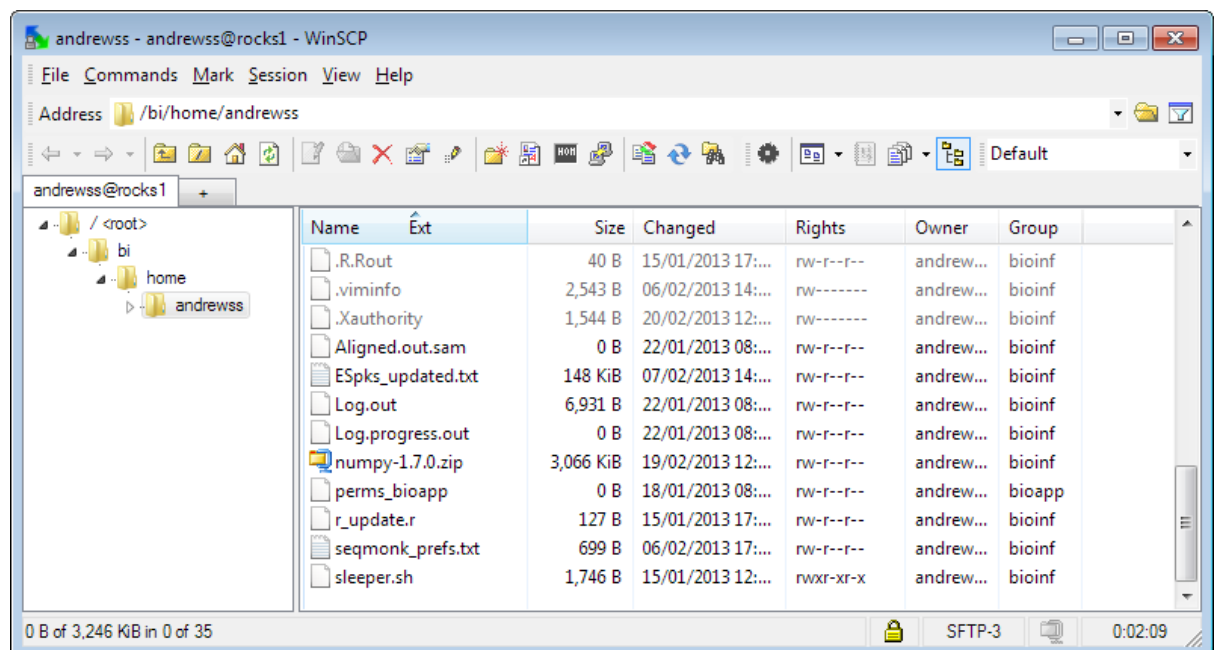 andrewss - andrewss@rocks1 - WinSCP
File Commands Mark Session View Help
Address /bi/home/andrewss
Default
andrewss@rocks1 +
/ <root>
bi
home
andrewss
Name Ext Size Changed Rights Owner Group
.R.Rout 40 B 15/01/2013 17:... rw-r--r-- andrew... bioinf
.viminfo 2,543 B 06/02/2013 14:... rw------- andrew... bioinf
.Xauthority 1,544 B 20/02/2013 12:... rw------- andrew... bioinf
Aligned.out.sam 0 B 22/01/2013 08:... rw-r--r-- andrew... bioinf
ESpks_updated.txt 148 KiB 07/02/2013 14:... rw-r--r-- andrew... bioinf
Log.out 6,931 B 22/01/2013 08:... rw-r--r-- andrew... bioinf
Log.progress.out 0 B 22/01/2013 08:... rw-r--r-- andrew... bioinf
numpy-1.7.0.zip 3,066 KiB 19/02/2013 12:... rw-r--r-- andrew... bioinf
perms_bioapp 0 B 18/01/2013 08:... rw-r--r-- andrew... bioapp
r_update.r 127 B 15/01/2013 17:... rw-r--r-- andrew... bioinf
seqmonk_prefs.txt 699 B 06/02/2013 17:... rw-r--r-- andrew... bioinf
sleeper.sh 1,746 B 15/01/2013 12:... rwxr-xr-x andrew... bioinf
0 B of 3,246 KiB in 0 of 35 SFTP-3 0:02:09